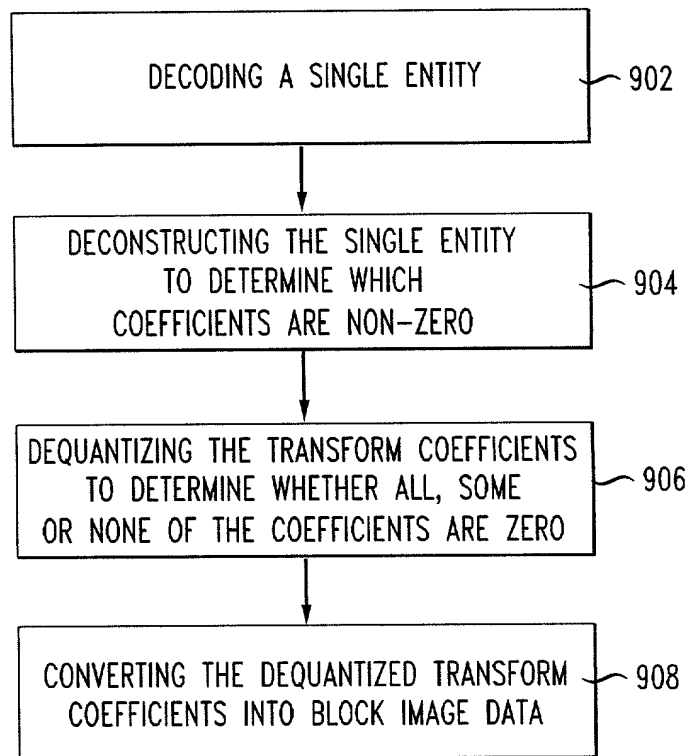 DECODING A SINGLE ENTITY
902
DECONSTRUCTING THE SINGLE ENTITY
TO DETERMINE WHICH
COEFFICIENTS ARE NON-ZERO
904
DEQUANTIZING THE TRANSFORM COEFFICIENTS
TO DETERMINE WHETHER ALL, SOME
OR NONE OF THE COEFFICIENTS ARE ZERO
906
CONVERTING THE DEQUANTIZED TRANSFORM
COEFFICIENTS INTO BLOCK IMAGE DATA
908